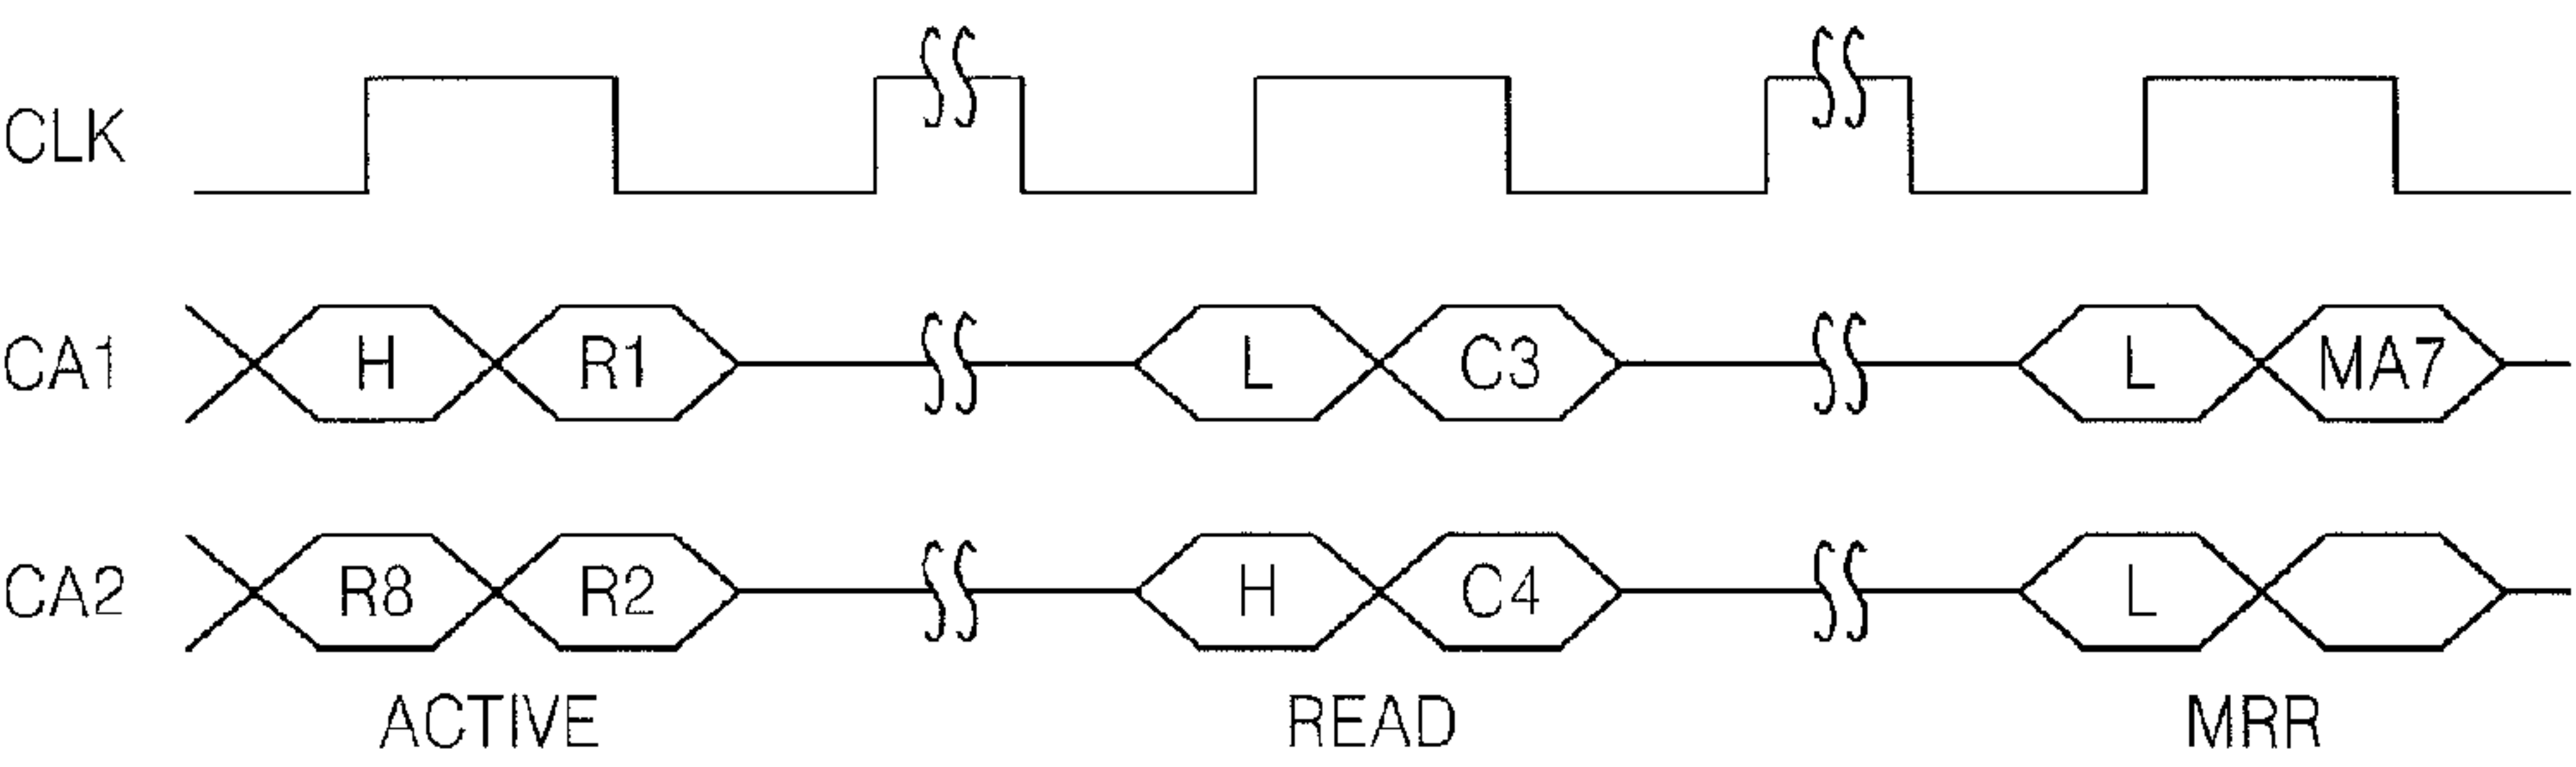 CLK
CA1 H R1 L C3 L MA7
CA2 R8 R2 H C4 L
ACTIVE READ MRR